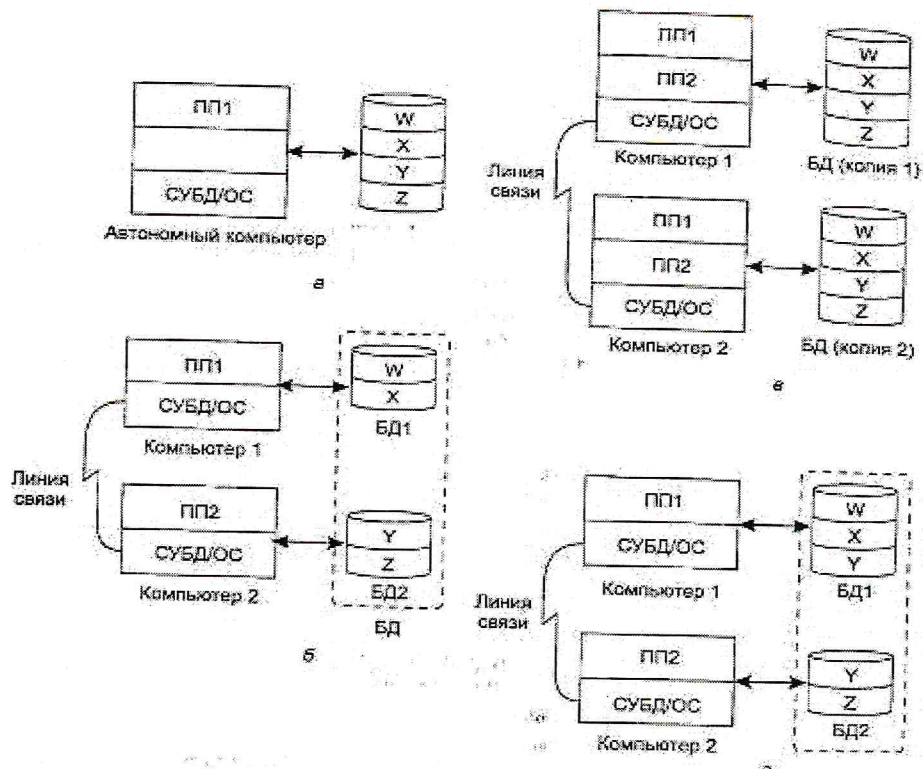 ПП1
СУБД/ОС
W
X
Y
Z
Автономный компьютер
а
ПП1
ПП2
СУБД/ОС
Компьютер 1
W
X
Y
Z
БД (копия 1)
Линия связи
ПП1
ПП2
СУБД/ОС
Компьютер 2
W
X
Y
Z
БД (копия 2)
в
ПП1
СУБД/ОС
Компьютер 1
W
X
БД1
Линия связи
ПП2
СУБД/ОС
Компьютер 2
Y
Z
БД2
БД
б
ПП1
СУБД/ОС
Компьютер 1
W
X
Y
БД1
Линия связи
ПП2
СУБД/ОС
Компьютер 2
Y
Z
БД2